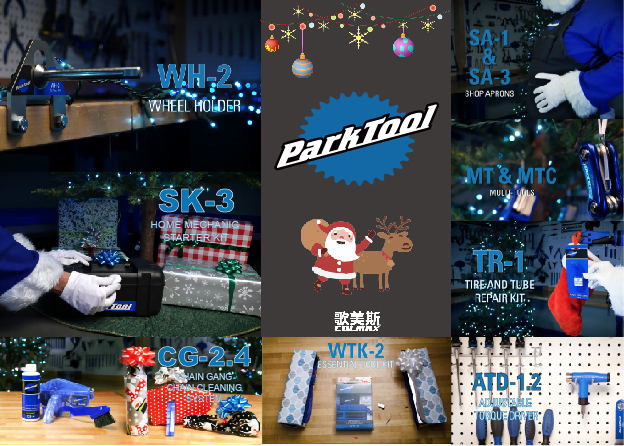 WH-2
WHEEL HOLDER
SK-3
HOME MECHANIC
STARTER KIT
ParkTool
CG-2.4
CHAIN GANG
CHAIN CLEANING
SYSTEM
ParkTool
歌美斯
COLMAX
WTK-2
ESSENTIAL TOOL KIT
SA-1
&
SA-3
SHOP APRONS
MT & MTC
MULTI-TOOLS
TR-1
TIRE AND TUBE
REPAIR KIT
ATD-1.2
ADJUSTABLE
TORQUE DRIVER